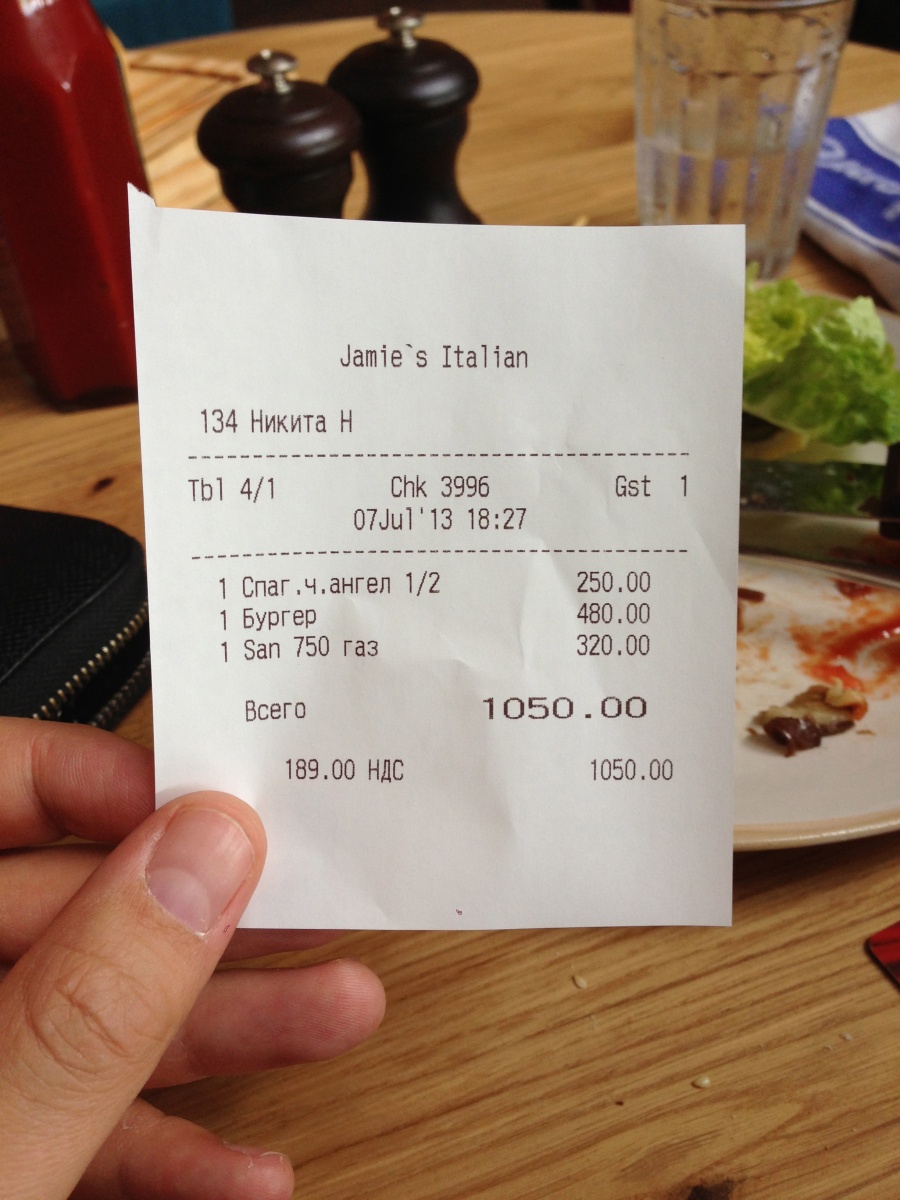 Jamie`s Italian
134 Никита Н
Tbl 4/1 Chk 3996 Gst 1
07Jul'13 18:27
1 Спаг.ч.ангел 1/2 250.00
1 Бургер 480.00
1 San 750 газ 320.00
Всего 1050.00
189.00 НДС 1050.00